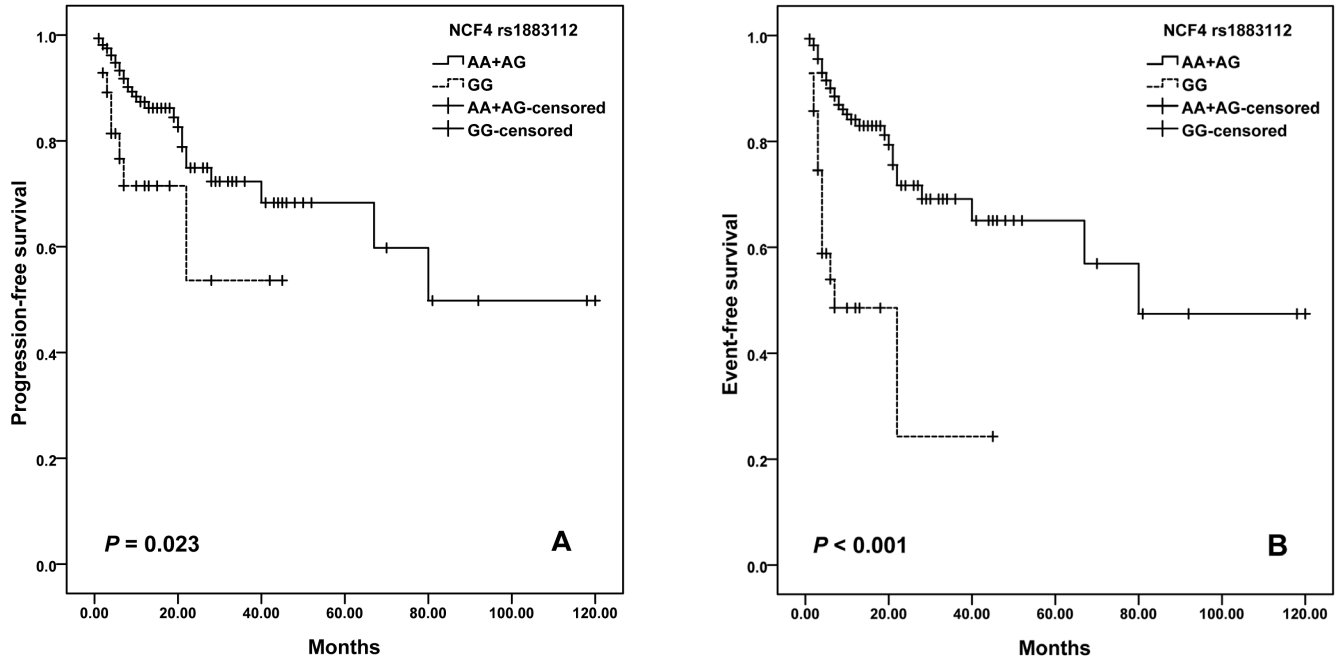 NCF4 rs1883112
AA+AG
GG
AA+AG-censored
GG-censored
1.0
0.8
0.6
0.4
0.2
0.0
Progression-free survival
P = 0.023
A
0.00 20.00 40.00 60.00 80.00 100.00 120.00
Months
NCF4 rs1883112
AA+AG
GG
AA+AG-censored
GG-censored
1.0
0.8
0.6
0.4
0.2
0.0
Event-free survival
P < 0.001
B
0.00 20.00 40.00 60.00 80.00 100.00 120.00
Months